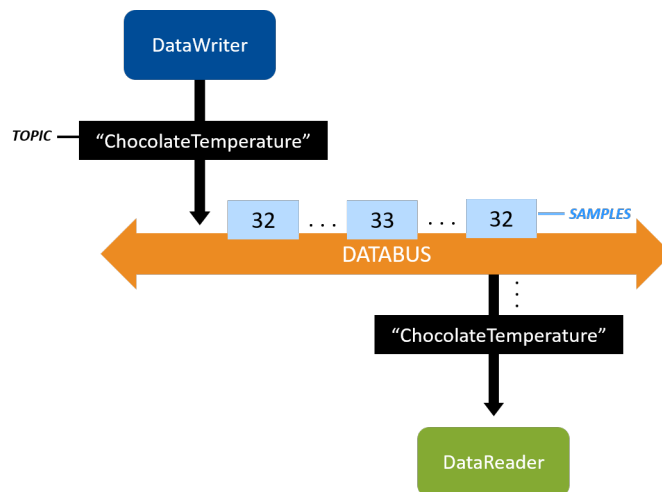 DataWriter
TOPIC
“ChocolateTemperature”
32 ... 33 ... 32
SAMPLES
DATABUS
“ChocolateTemperature”
DataReader